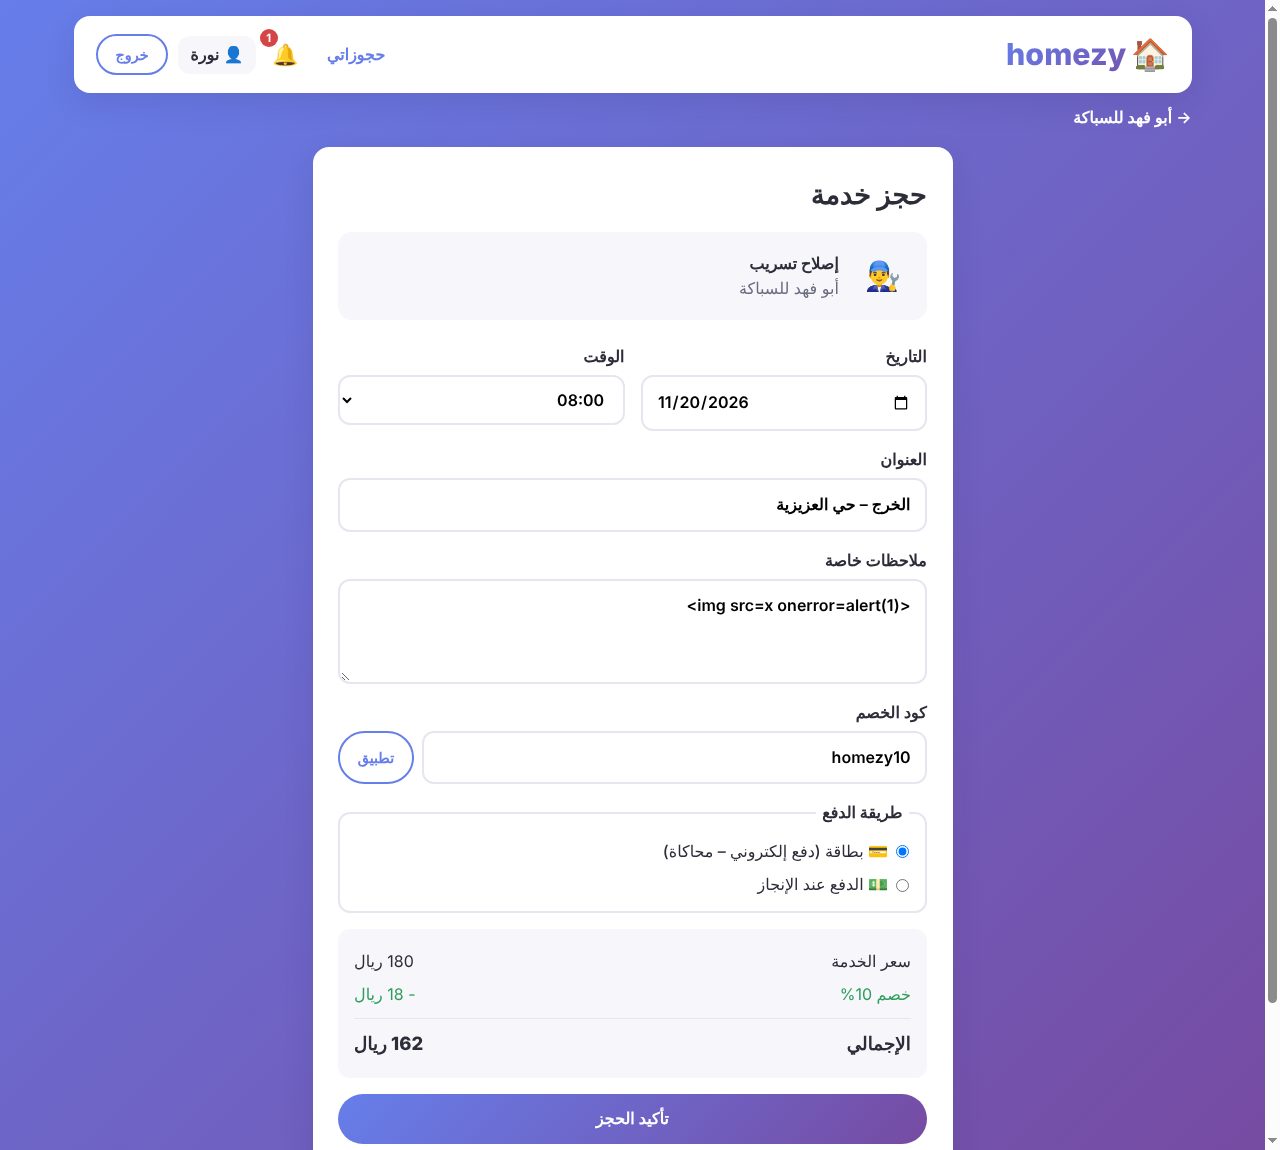 homezy
حجوزاتي
1
نورة
خروج
→ أبو فهد للسباكة
حجز خدمة
إصلاح تسريب
أبو فهد للسباكة
التاريخ
11/20/2026
الوقت
08:00
العنوان
الخرج – حي العزيزية
ملاحظات خاصة
<img src=x onerror=alert(1)>
كود الخصم
homezy10
تطبيق
طريقة الدفع
بطاقة (دفع إلكتروني – محاكاة)
الدفع عند الإنجاز
سعر الخدمة 180 ريال
خصم 10% - 18 ريال
الإجمالي 162 ريال
تأكيد الحجز